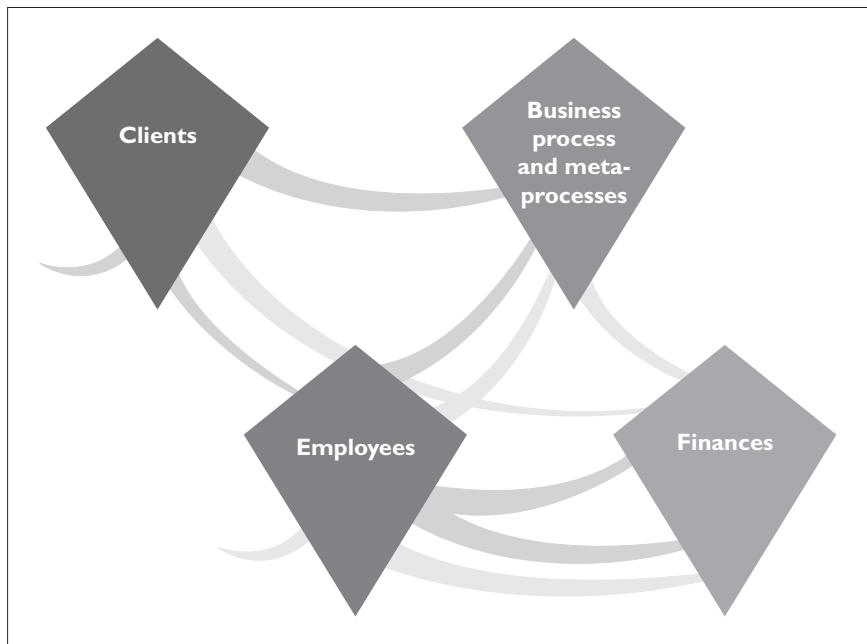 Clients
Business
process
and meta-
processes
Employees
Finances